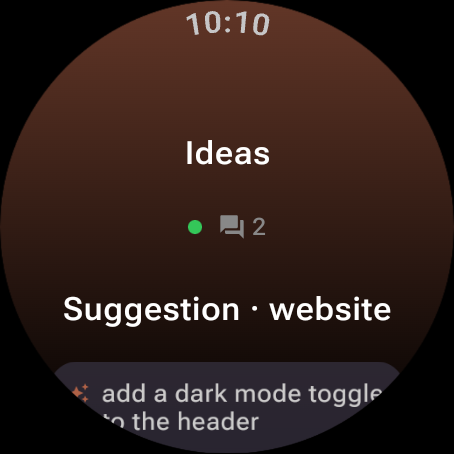 10:10
Ideas
2
Suggestion · website
add a dark mode toggle
to the header